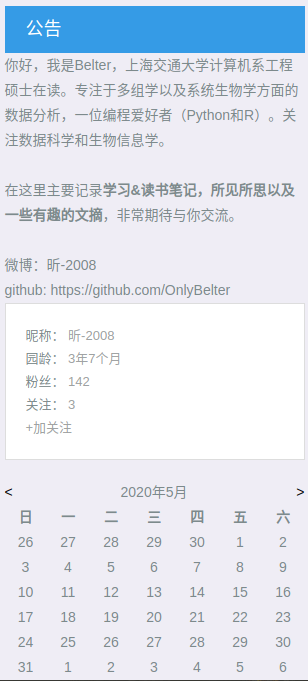 公告
你好，我是Belter，上海交通大学计算机系工程
硕士在读。专注于多组学以及系统生物学方面的
数据分析，一位编程爱好者（Python和R）。关
注数据科学和生物信息学。
在这里主要记录学习&读书笔记，所见所思以及
一些有趣的文摘，非常期待与你交流。
微博：昕-2008
github: https://github.com/OnlyBelter
昵称： 昕-2008
园龄： 3年7个月
粉丝： 142
关注： 3
+加关注
< 2020年5月 >
日 一 二 三 四 五 六
26 27 28 29 30 1 2
3 4 5 6 7 8 9
10 11 12 13 14 15 16
17 18 19 20 21 22 23
24 25 26 27 28 29 30
31 1 2 3 4 5 6